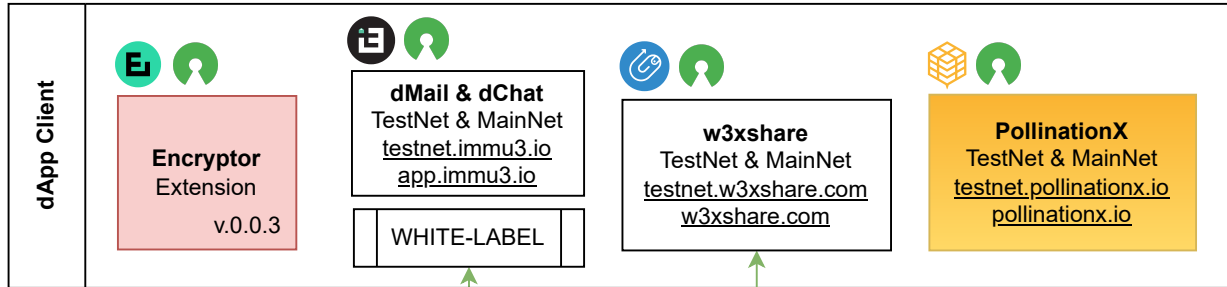 dApp Client
Encryptor
Extension
v.0.0.3
dMail & dChat
TestNet & MainNet
testnet.immu3.io
app.immu3.io
WHITE-LABEL
w3xshare
TestNet & MainNet
testnet.w3xshare.com
w3xshare.com
PollinationX
TestNet & MainNet
testnet.pollinationx.io
pollinationx.io